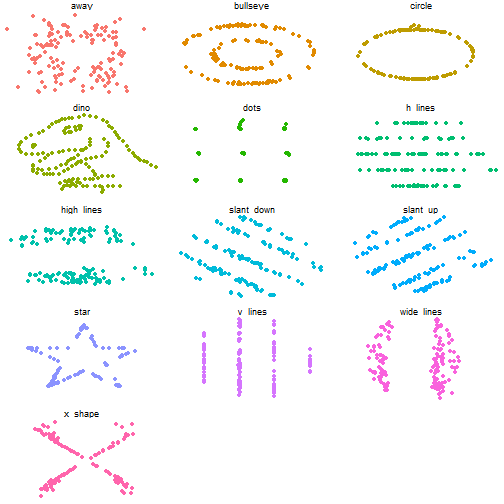 away
bullseye
circle
dino
dots
h_lines
high_lines
slant_down
slant_up
star
v_lines
wide_lines
x_shape